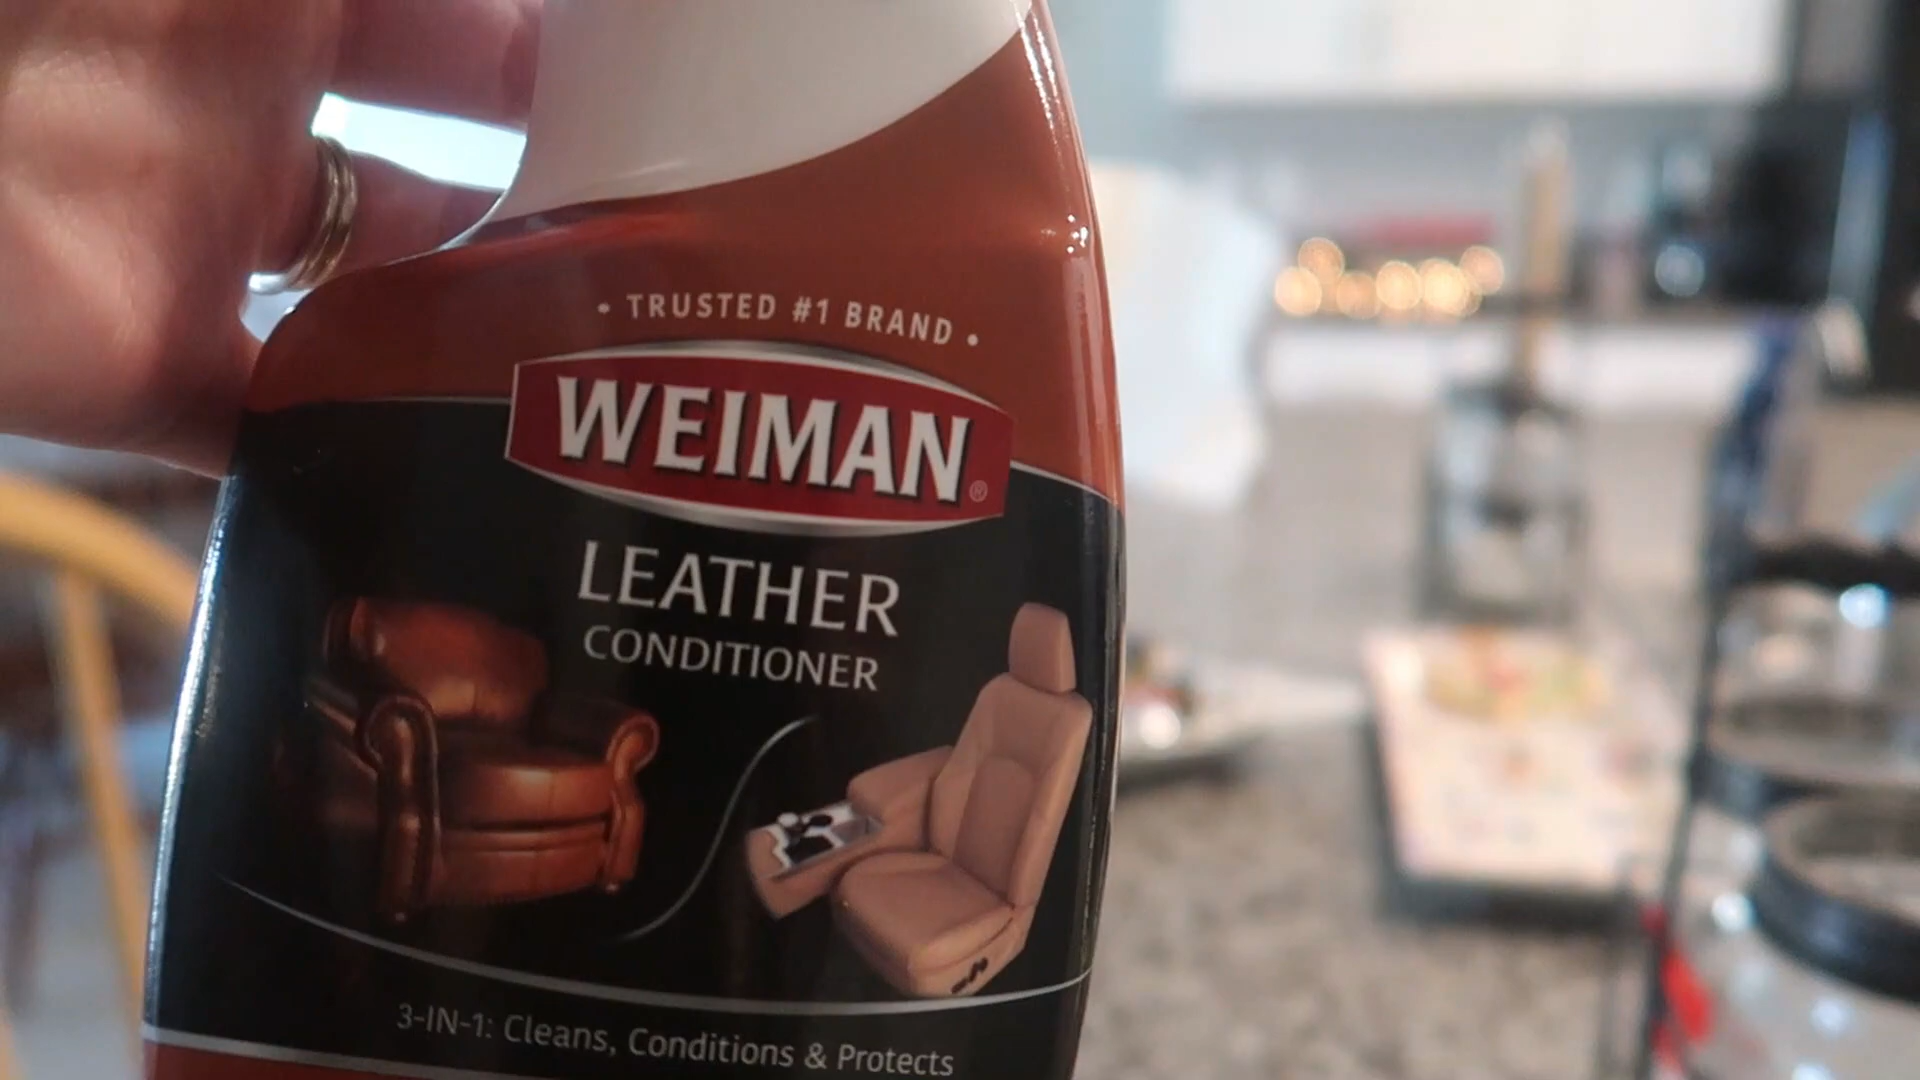 • TRUSTED #1 BRAND •
WEIMAN®
LEATHER
CONDITIONER
3-IN-1: Cleans, Conditions & Protects